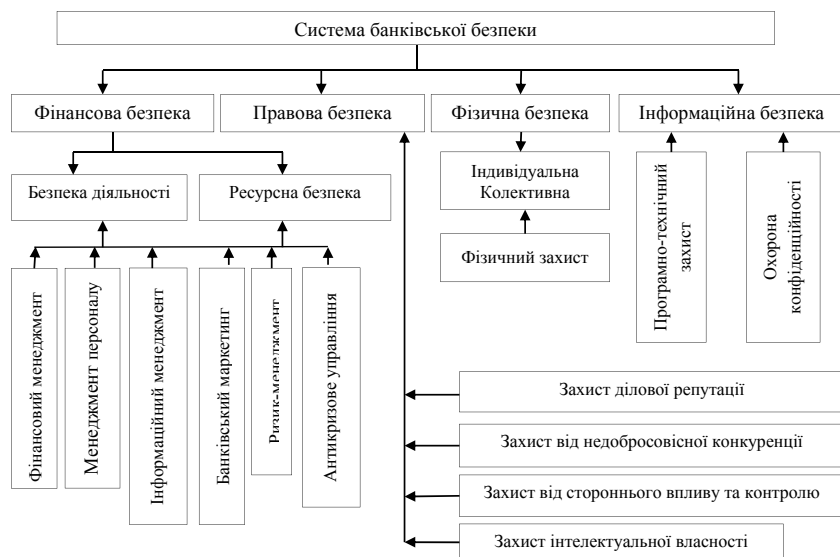 Система банківської безпеки
Фінансова безпека
Правова безпека
Фізична безпека
Інформаційна безпека
Безпека діяльності
Ресурсна безпека
Індивідуальна
Колективна
Фізичний захист
Програмно-технічний
захист
Охорона
конфіденційності
Фінансовий менеджмент
Менеджмент персоналу
Інформаційний менеджмент
Банківський маркетинг
Ризик-менеджмент
Антикризове управління
Захист ділової репутації
Захист від недобросовісної конкуренції
Захист від стороннього впливу та контролю
Захист інтелектуальної власності